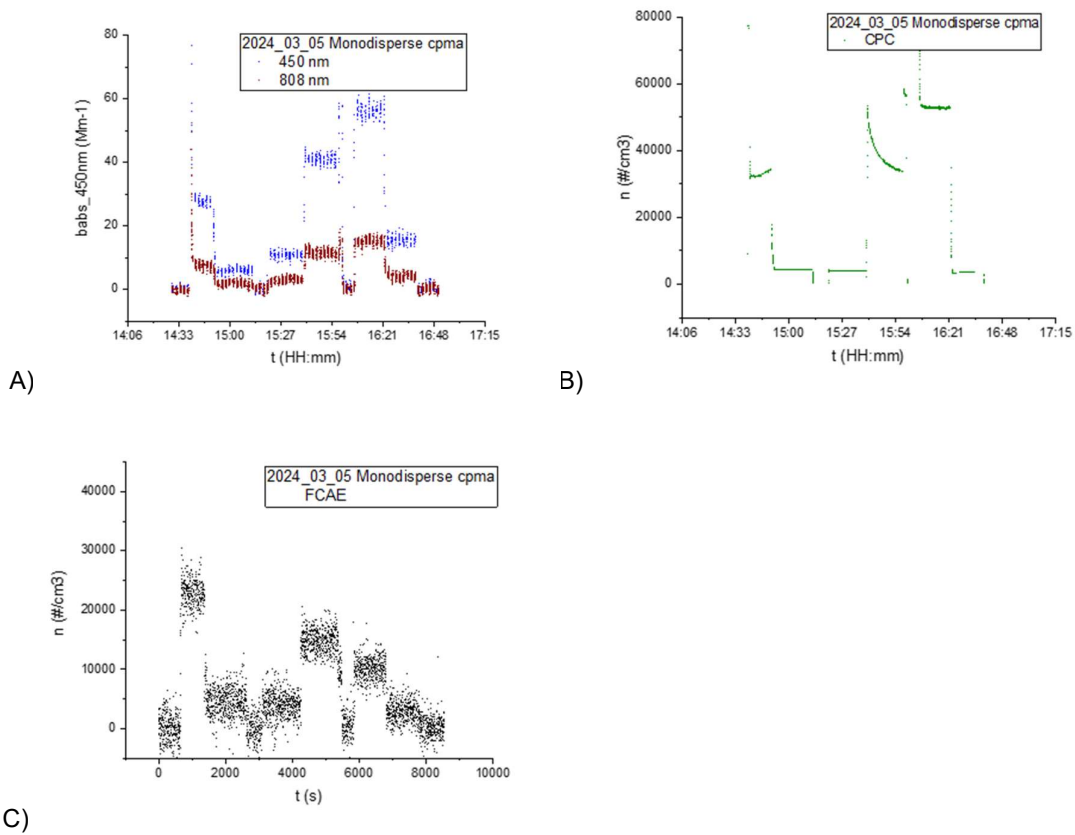 2024_03_05 Monodisperse cpma
450 nm
808 nm
babs_450nm (Mm-1)
80
60
40
20
0
14:06 14:33 15:00 15:27 15:54 16:21 16:48 17:15
t (HH:mm)
A)
2024_03_05 Monodisperse cpma
CPC
n (#/cm3)
80000
60000
40000
20000
0
14:06 14:33 15:00 15:27 15:54 16:21 16:48 17:15
t (HH:mm)
B)
2024_03_05 Monodisperse cpma
FCAE
n (#/cm3)
40000
30000
20000
10000
0
0 2000 4000 6000 8000 10000
t (s)
C)